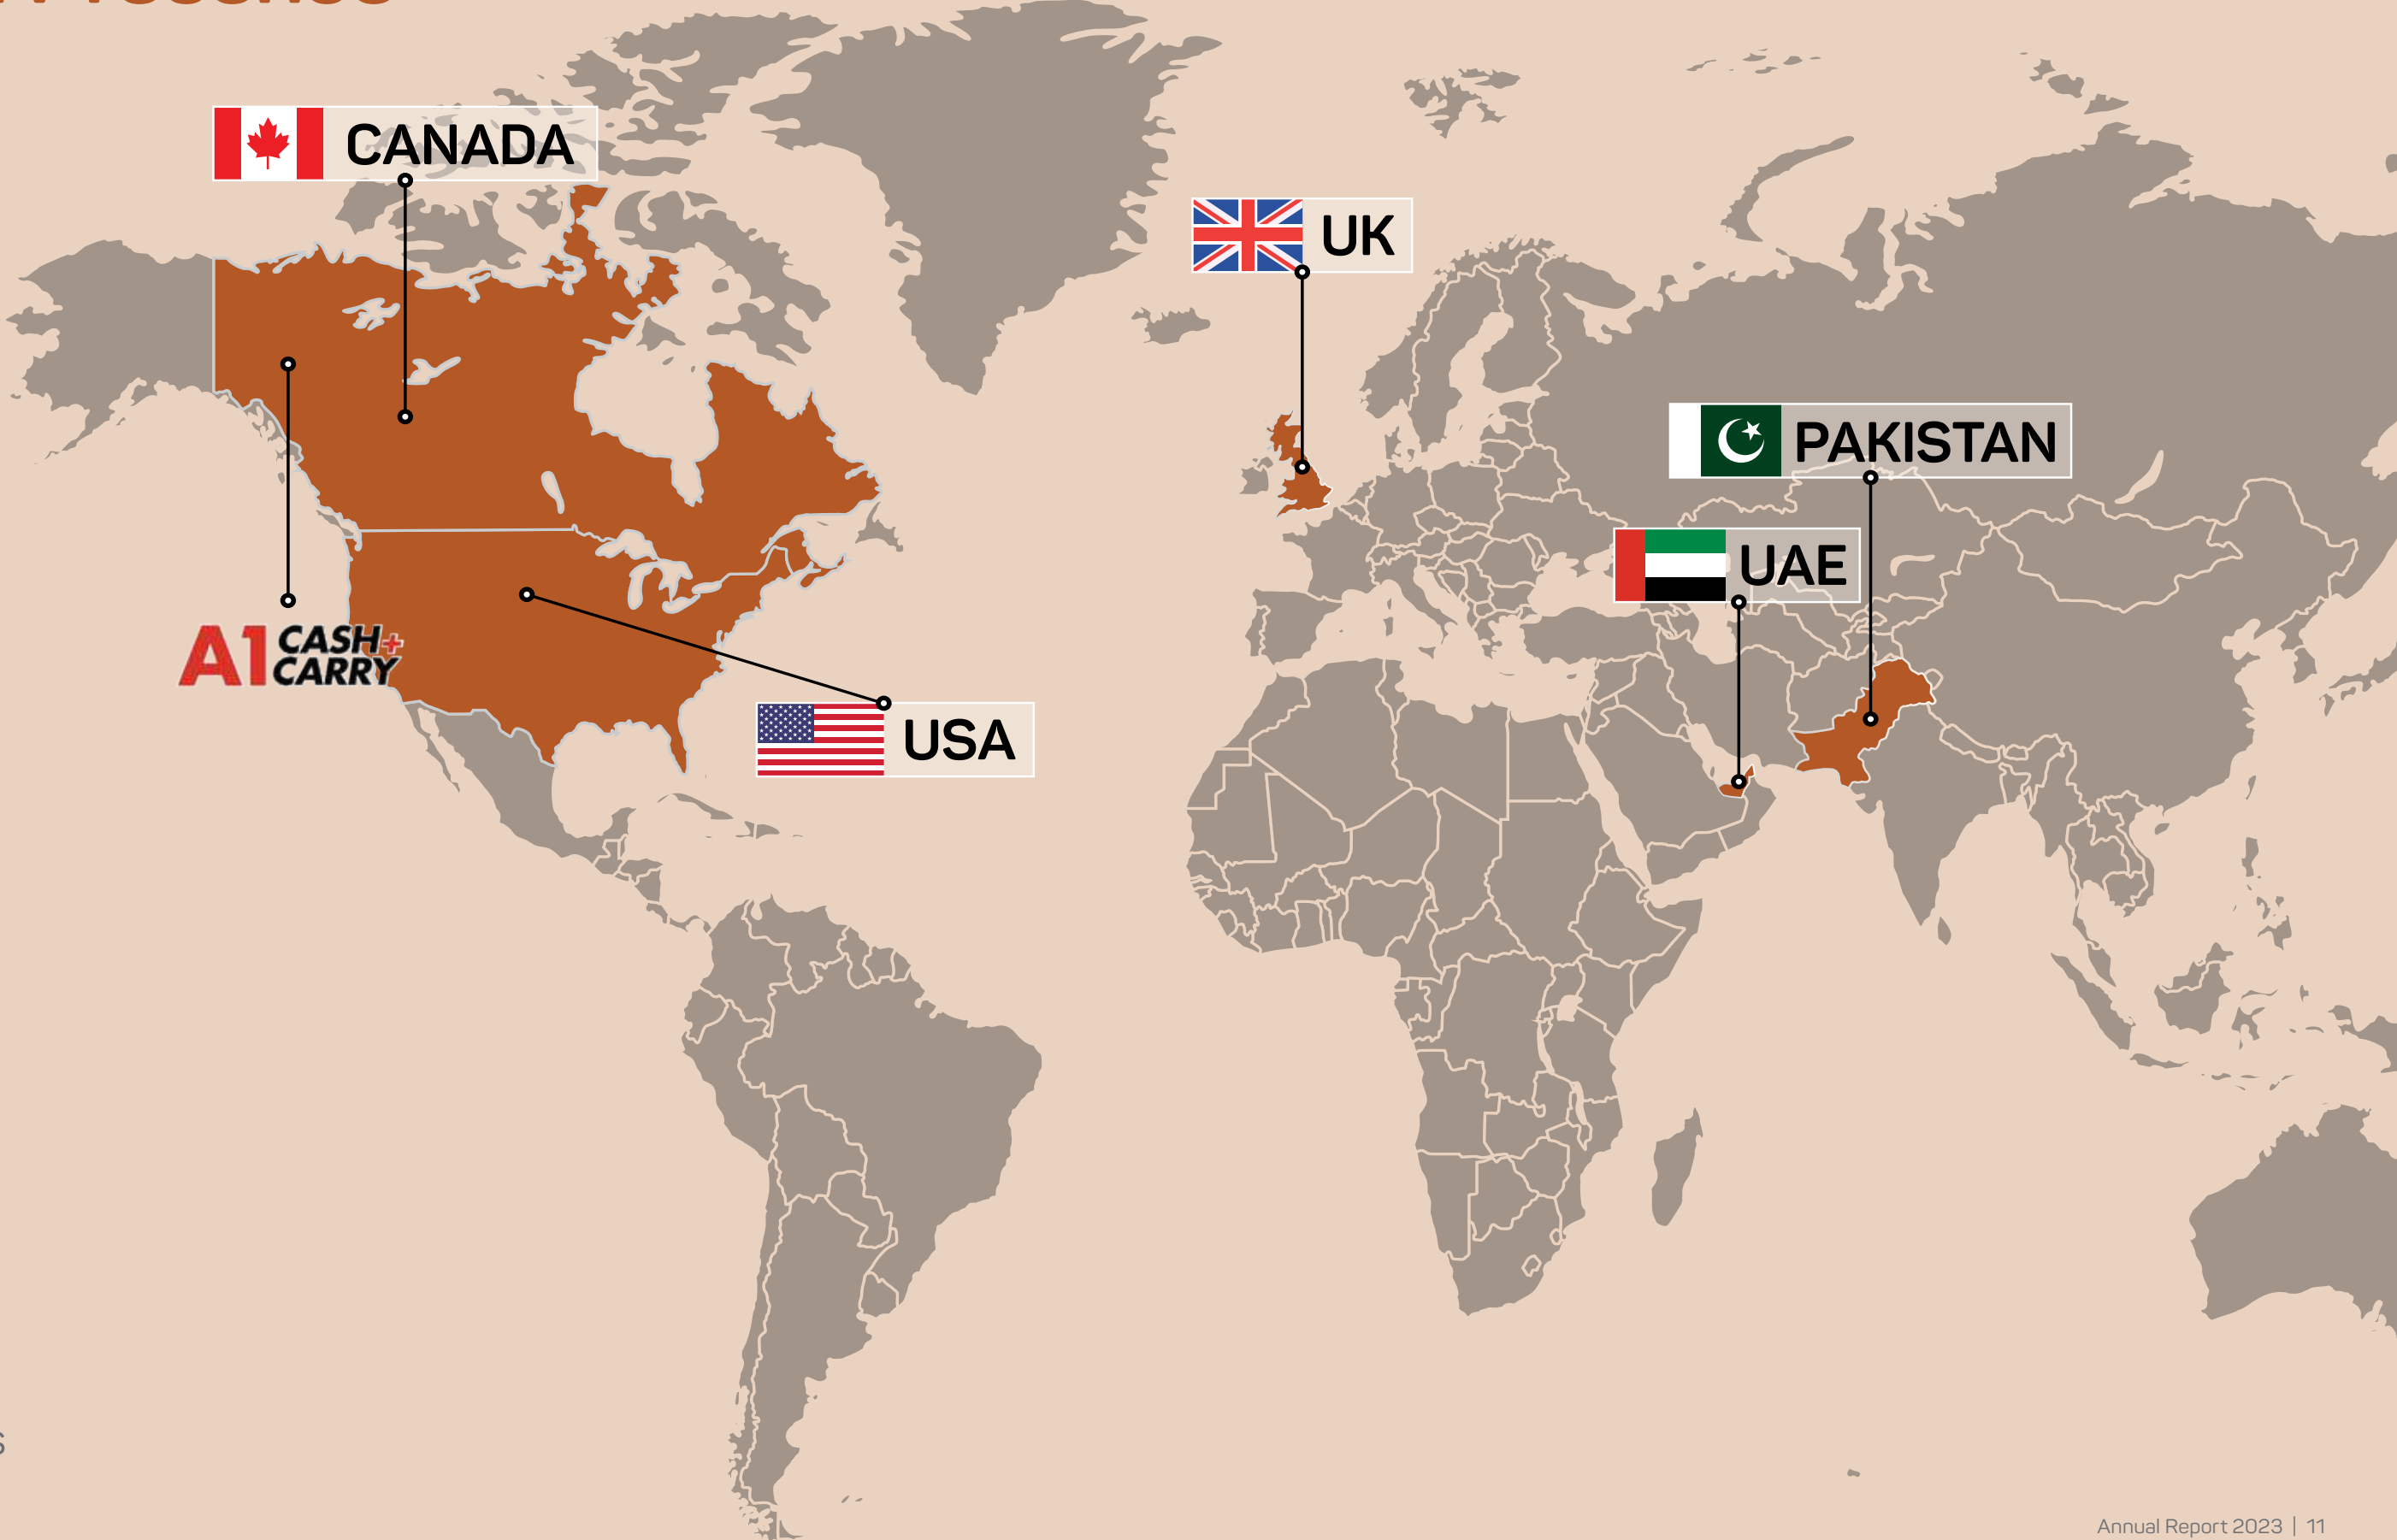 CANADA
UK
PAKISTAN
UAE
A1 CASH+
CARRY
USA
Annual Report 2023 | 11